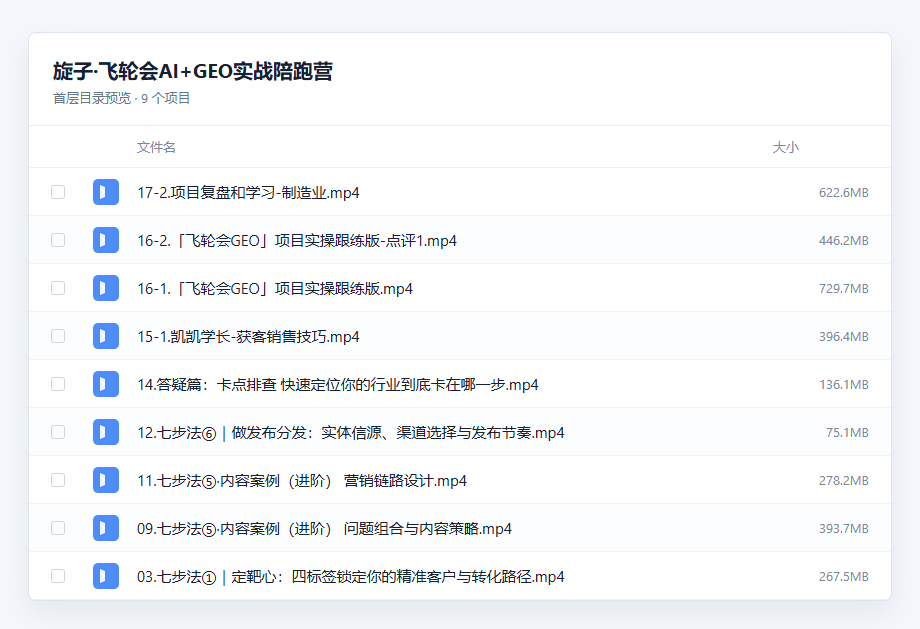 旋子·飞轮会AI+GEO实战陪跑营
首层目录预览 · 9 个项目
文件名 大小
17-2.项目复盘和学习-制造业.mp4 622.6MB
16-2.「飞轮会GEO」项目实操跟练版-点评1.mp4 446.2MB
16-1.「飞轮会GEO」项目实操跟练版.mp4 729.7MB
15-1.凯凯学长-获客销售技巧.mp4 396.4MB
14.答疑篇：卡点排查 快速定位你的行业到底卡在哪一步.mp4 136.1MB
12.七步法⑥｜做发布分发：实体信源、渠道选择与发布节奏.mp4 75.1MB
11.七步法⑤·内容案例（进阶） 营销链路设计.mp4 278.2MB
09.七步法⑤·内容案例（进阶） 问题组合与内容策略.mp4 393.7MB
03.七步法①｜定靶心：四标签锁定你的精准客户与转化路径.mp4 267.5MB